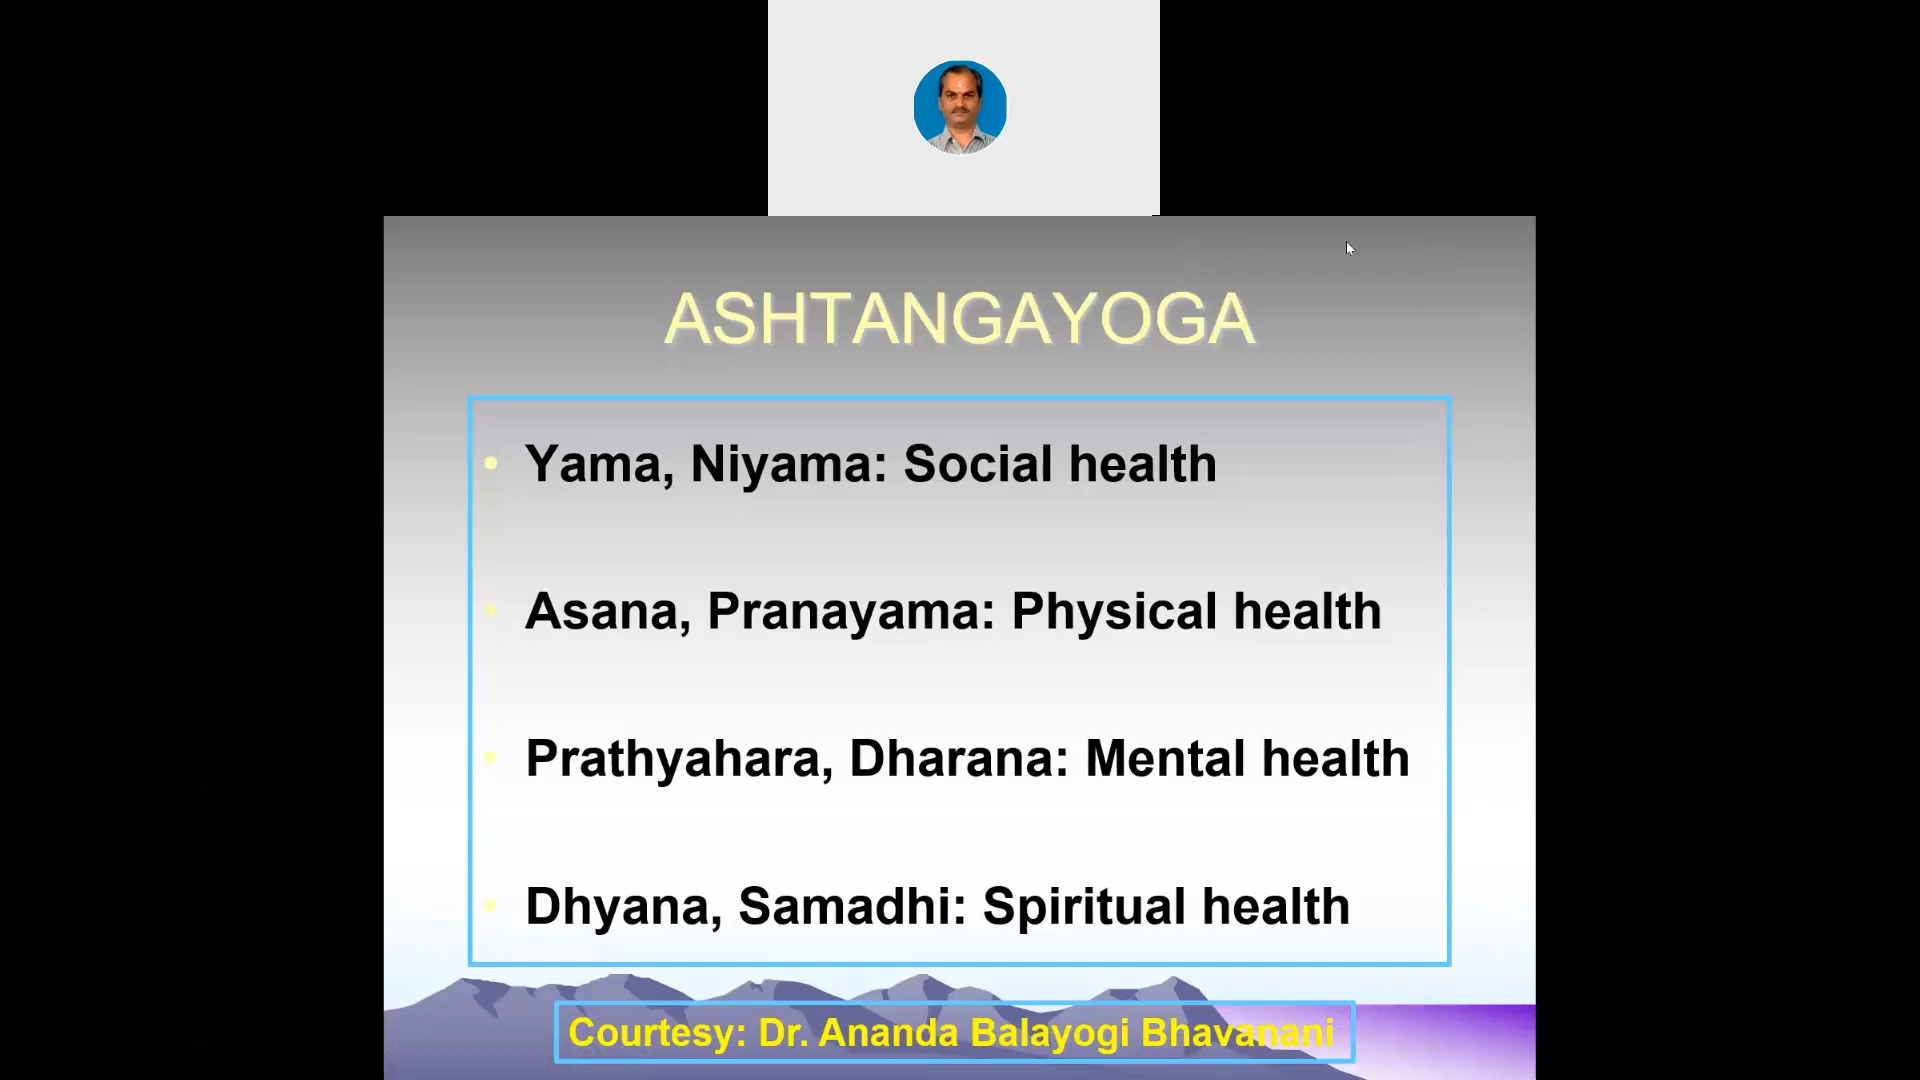 ASHTANGAYOGA
• Yama, Niyama: Social health
• Asana, Pranayama: Physical health
• Prathyahara, Dharana: Mental health
• Dhyana, Samadhi: Spiritual health
Courtesy: Dr. Ananda Balayogi Bhavanani